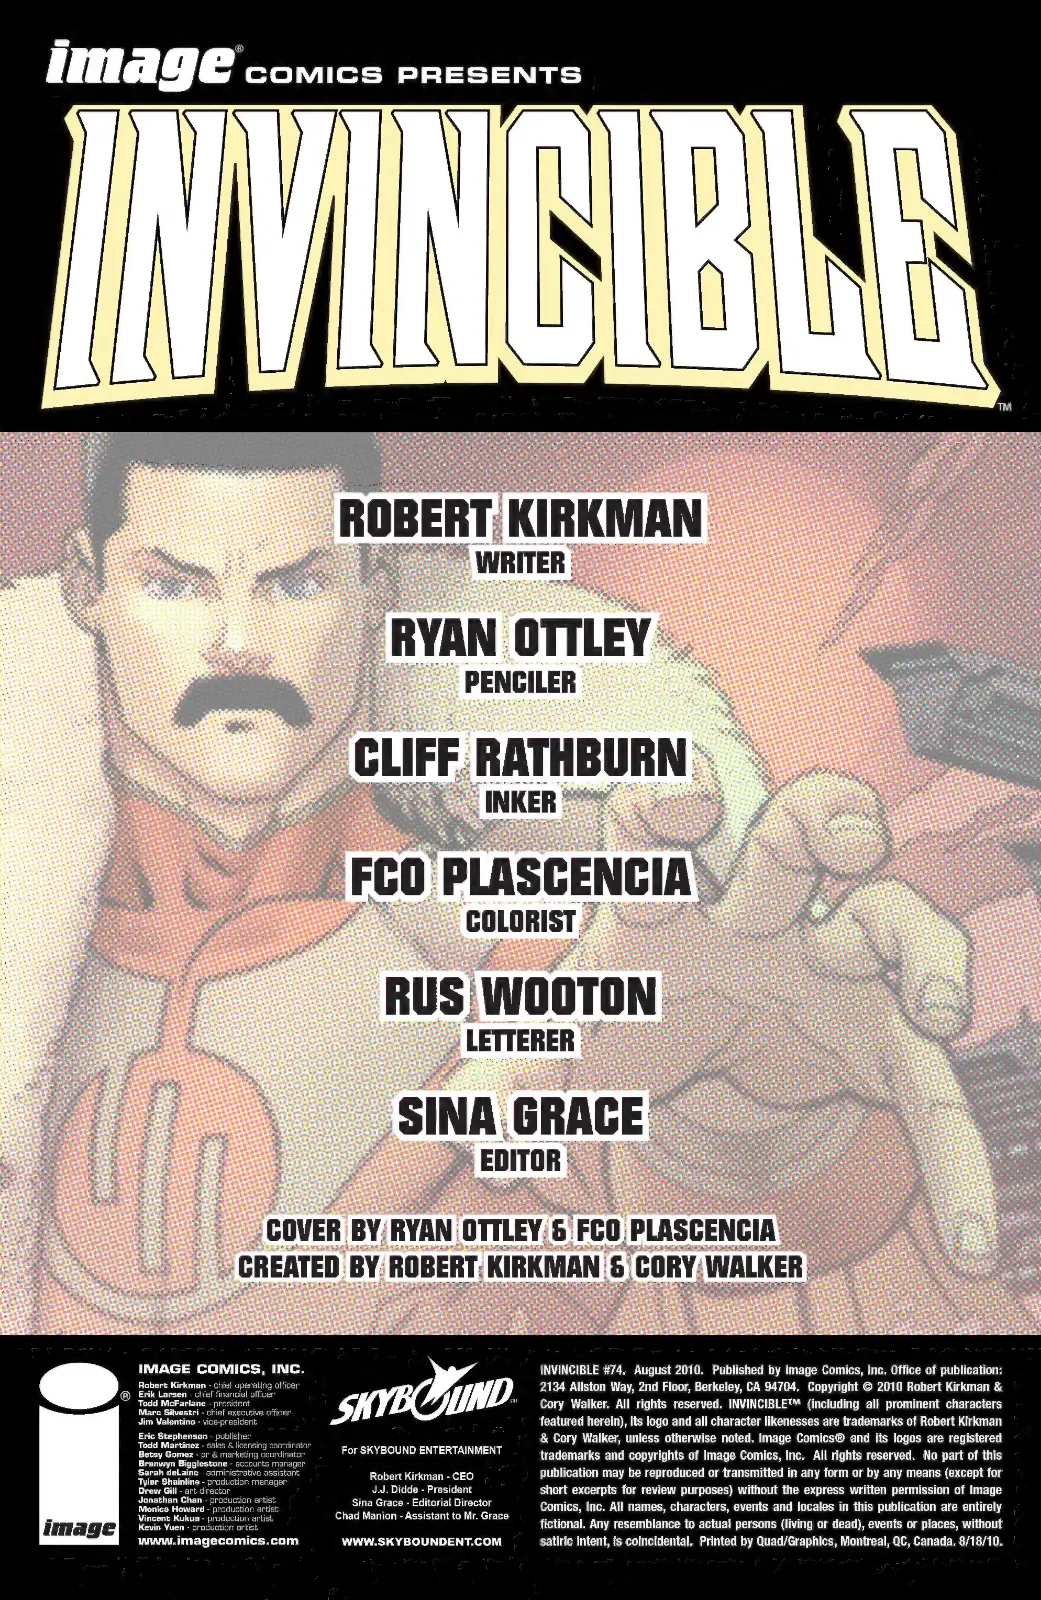 image® COMICS PRESENTS
INVINCIBLE™
ROBERT KIRKMAN
WRITER
RYAN OTTLEY
PENCILER
CLIFF RATHBURN
INKER
FCO PLASCENCIA
COLORIST
RUS WOOTON
LETTERER
SINA GRACE
EDITOR
COVER BY RYAN OTTLEY & FCO PLASCENCIA
CREATED BY ROBERT KIRKMAN & CORY WALKER
®
image
IMAGE COMICS, INC.
Robert Kirkman - chief operating officer
Erik Larsen - chief financial officer
Todd McFarlane - president
Marc Silvestri - chief executive officer
Jim Valentino - vice-president
Eric Stephenson - publisher
Todd Martinez - sales & licensing coordinator
Betsy Gomez - pr & marketing coordinator
Branwyn Bigglestone - accounts manager
Sarah deLaine - administrative assistant
Tyler Shainline - production manager
Drew Gill - art director
Jonathan Chan - production artist
Monica Howard - production artist
Vincent Kukua - production artist
Kevin Yuen - production artist
www.imagecomics.com
SKYBOUND™
For SKYBOUND ENTERTAINMENT
Robert Kirkman - CEO
J.J. Didde - President
Sina Grace - Editorial Director
Chad Manion - Assistant to Mr. Grace
WWW.SKYBOUNDENT.COM
INVINCIBLE #74. August 2010. Published by Image Comics, Inc. Office of publication:
2134 Allston Way, 2nd Floor, Berkeley, CA 94704. Copyright © 2010 Robert Kirkman &
Cory Walker. All rights reserved. INVINCIBLE™ (including all prominent characters
featured herein), its logo and all character likenesses are trademarks of Robert Kirkman
& Cory Walker, unless otherwise noted. Image Comics® and its logos are registered
trademarks and copyrights of Image Comics, Inc. All rights reserved. No part of this
publication may be reproduced or transmitted in any form or by any means (except for
short excerpts for review purposes) without the express written permission of Image
Comics, Inc. All names, characters, events and locales in this publication are entirely
fictional. Any resemblance to actual persons (living or dead), events or places, without
satiric intent, is coincidental. Printed by Quad/Graphics, Montreal, QC, Canada. 8/18/10.